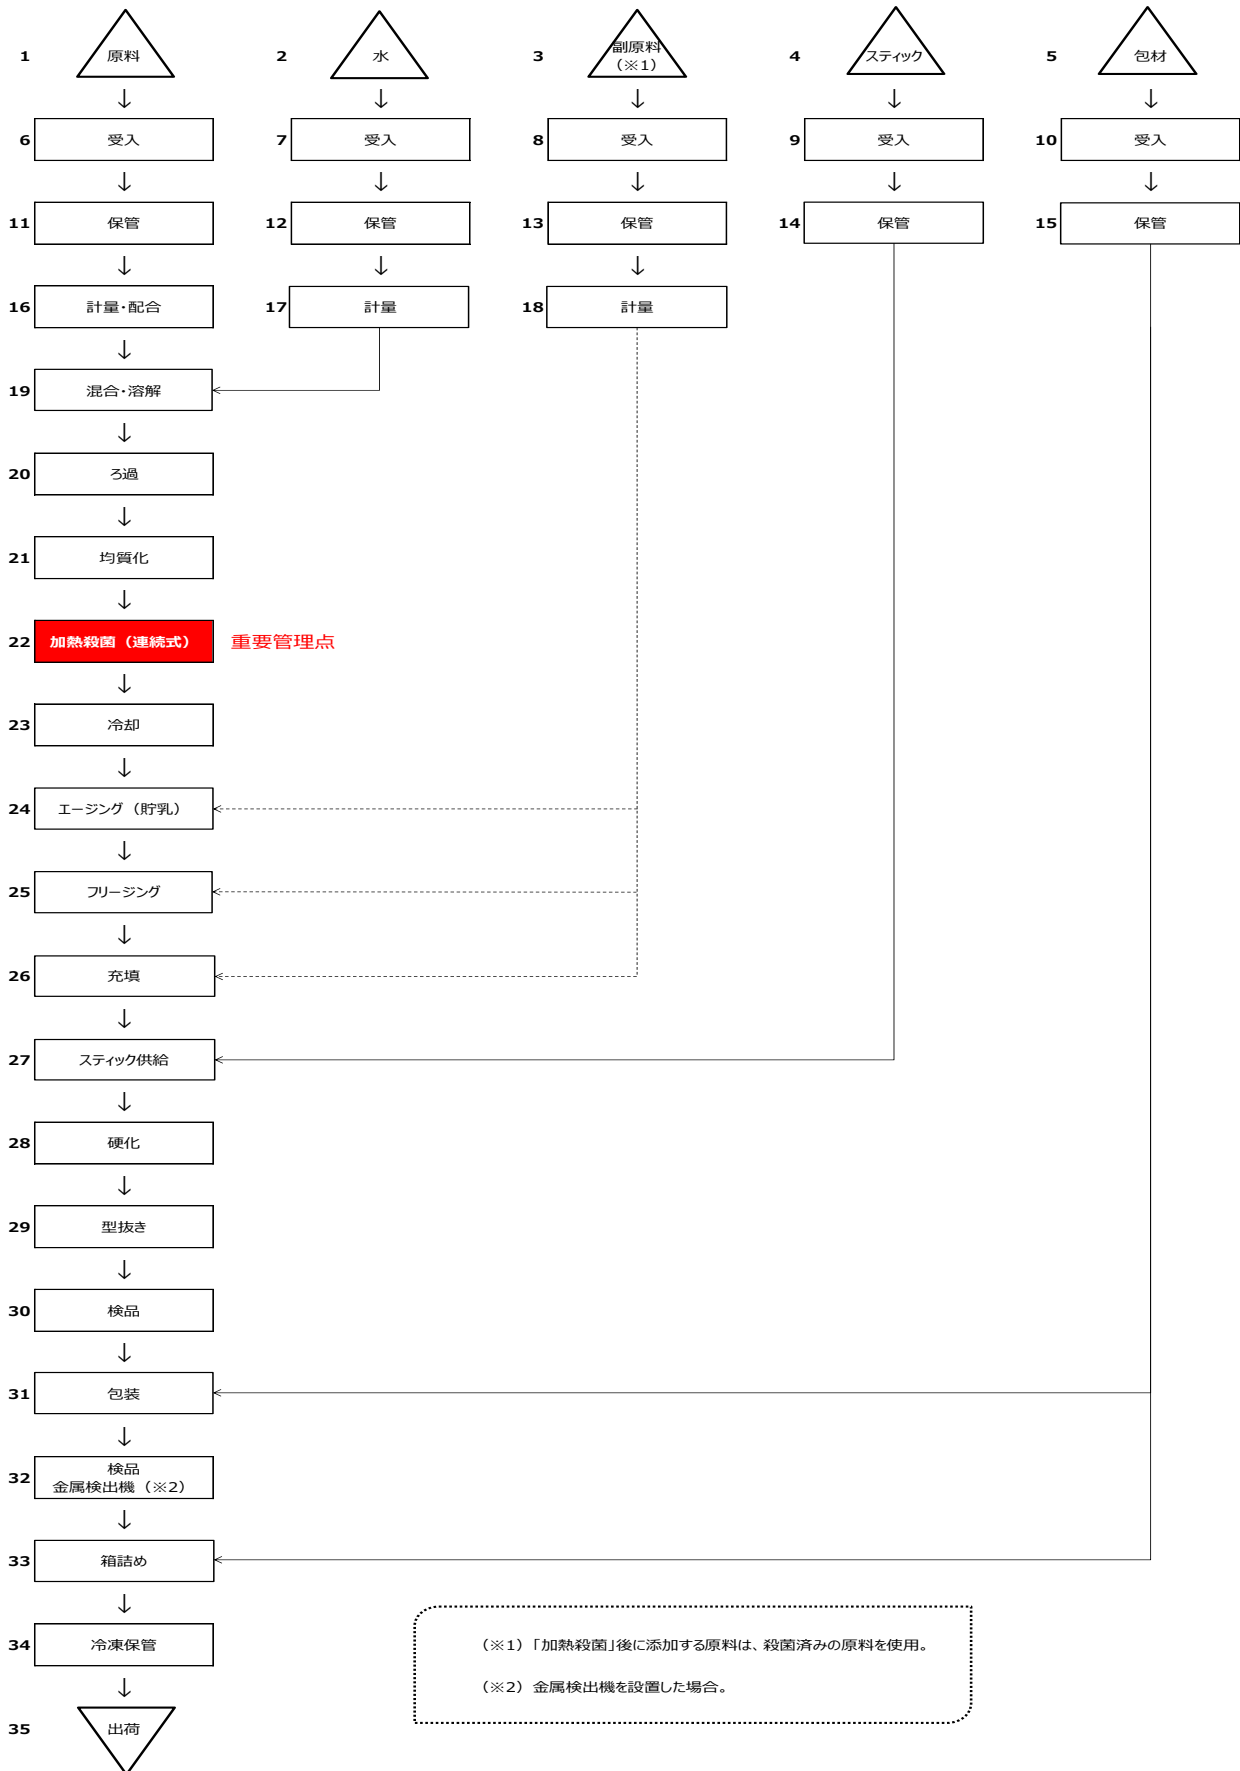 1 原料 2 水 3 副原料 4 スティック 5 包材
(※1)
6 受入 7 受入 8 受入 9 受入 10 受入
11 保管 12 保管 13 保管 14 保管 15 保管
16 計量・配合 17 計量 18 計量
19 混合・溶解
20 ろ過
21 均質化
22 加熱殺菌（連続式） 重要管理点
23 冷却
24 エージング（貯乳）
25 フリージング
26 充填
27 スティック供給
28 硬化
29 型抜き
30 検品
31 包装
32 検品
金属検出機（※2）
33 箱詰め
34 冷凍保管
（※1）「加熱殺菌」後に添加する原料は、殺菌済みの原料を使用。
（※2）金属検出機を設置した場合。
35 出荷